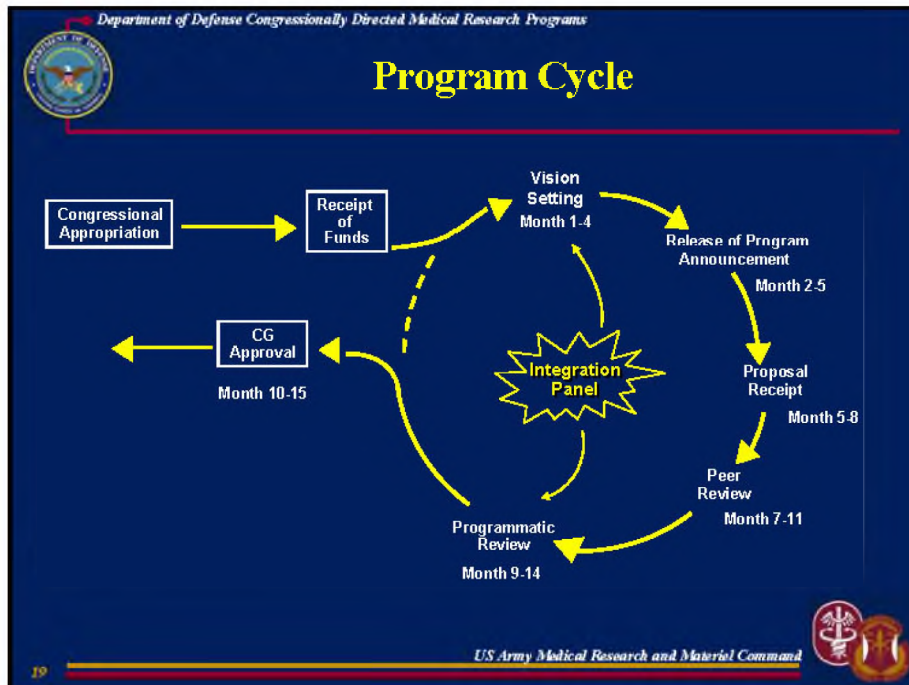 Department of Defense Congressionally Directed Medical Research Programs
Program Cycle
Congressional
Appropriation
Receipt
of
Funds
Vision
Setting
Month 1-4
Release of Program
Announcement
Month 2-5
Proposal
Receipt
Month 5-8
Peer
Review
Month 7-11
Programmatic
Review
Month 9-14
Integration
Panel
CG
Approval
Month 10-15
US Army Medical Research and Materiel Command
19